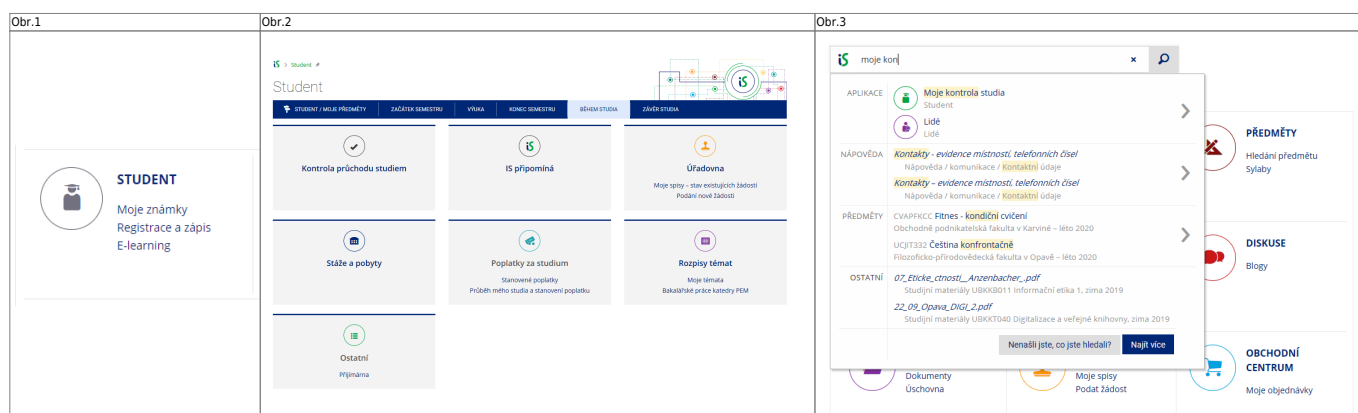 Obr.1
Obr.2
Obr.3
STUDENT
Moje známky
Registrace a zápis
E-learning
iS > Student
Student
iS
STUDENT / MOJE PŘEDMĚTY
ZAČÁTEK SEMESTRU
VÝUKA
KONEC SEMESTRU
BĚHEM STUDIA
ZÁVĚR STUDIA
Kontrola průchodu studiem
iS
IS připomíná
Úřadovna
Moje spisy – stav existujících žádostí
Podání nové žádosti
Stáže a pobyty
Poplatky za studium
Stanovené poplatky
Průběh mého studia a stanovení poplatku
Rozpisy témat
Moje témata
Bakalářské práce katedry PEM
Ostatní
Přijímárna
iS moje kon
×
APLIKACE
Moje kontrola studia
Student
Lidé
Lidé
NÁPOVĚDA
Kontakty - evidence místností, telefonních čísel
Nápověda / komunikace / Kontaktní údaje
Kontakty – evidence místností, telefonních čísel
Nápověda / komunikace / Kontaktní údaje
PŘEDMĚTY
CVAPFKCC Fitnes - kondiční cvičení
Obchodně podnikatelská fakulta v Karviné – léto 2020
UCJIT332 Čeština konfrontačně
Filozoficko-přírodovědecká fakulta v Opavě – léto 2020
OSTATNÍ
07_Eticke_ctnosti__Anzenbacher_.pdf
Studijní materiály UBKKB011 Informační etika 1, zima 2019
22_09_Opava_DIGI_2.pdf
Studijní materiály UBKKT040 Digitalizace a veřejné knihovny, zima 2019
Nenašli jste, co jste hledali?
Najít více
PŘEDMĚTY
Hledání předmětu
Sylaby
DISKUSE
Blogy
Dokumenty
Úschovna
Moje spisy
Podat žádost
OBCHODNÍ
CENTRUM
Moje objednávky